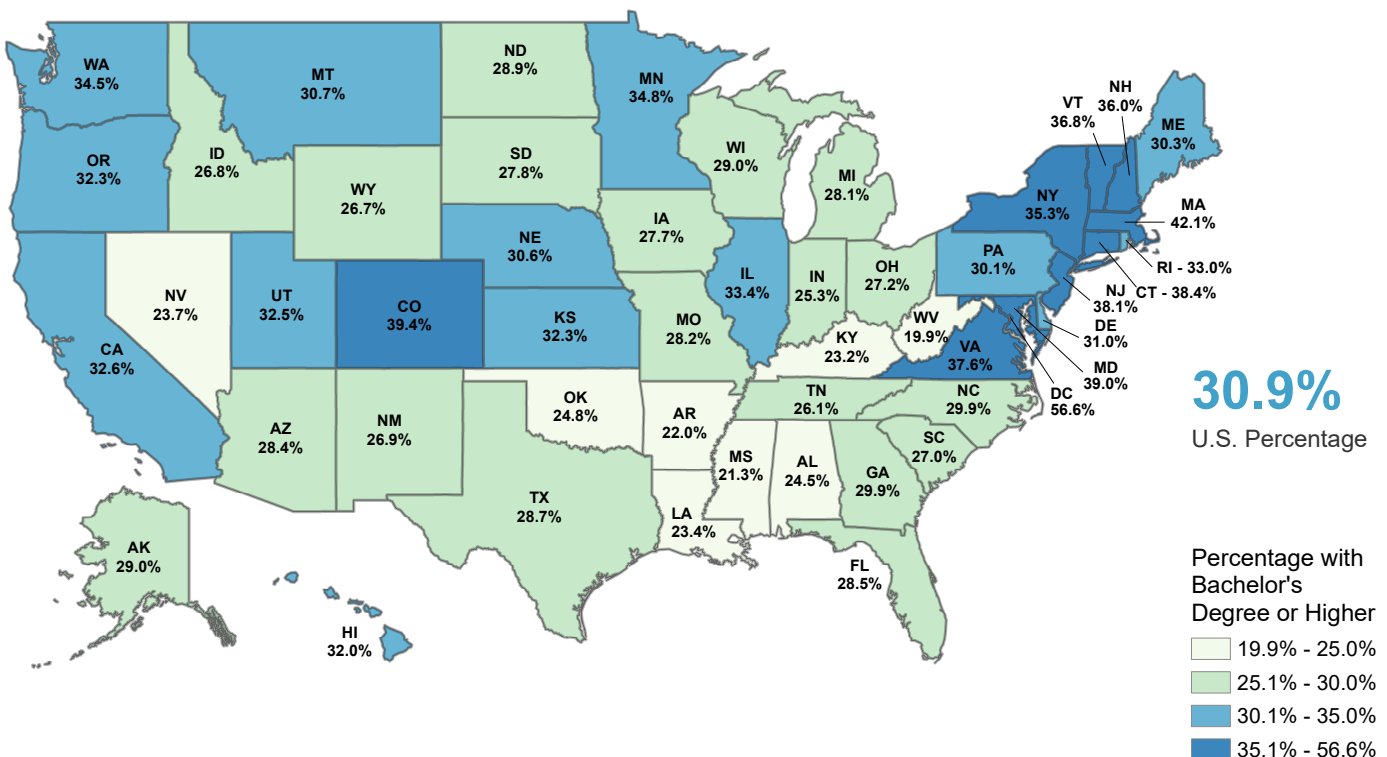 WA
34.5%
MT
30.7%
ND
28.9%
MN
34.8%
VT
36.8%
NH
36.0%
ME
30.3%
OR
32.3%
ID
26.8%
WY
26.7%
SD
27.8%
WI
29.0%
MI
28.1%
NY
35.3%
MA
42.1%
RI - 33.0%
CT - 38.4%
NJ
38.1%
NV
23.7%
UT
32.5%
CO
39.4%
NE
30.6%
IA
27.7%
IL
33.4%
IN
25.3%
OH
27.2%
PA
30.1%
DE
31.0%
MD
39.0%
DC
56.6%
CA
32.6%
KS
32.3%
MO
28.2%
KY
23.2%
WV
19.9%
VA
37.6%
AZ
28.4%
NM
26.9%
OK
24.8%
AR
22.0%
TN
26.1%
NC
29.9%
SC
27.0%
TX
28.7%
LA
23.4%
MS
21.3%
AL
24.5%
GA
29.9%
FL
28.5%
AK
29.0%
HI
32.0%
30.9%
U.S. Percentage
Percentage with
Bachelor's
Degree or Higher
19.9% - 25.0%
25.1% - 30.0%
30.1% - 35.0%
35.1% - 56.6%